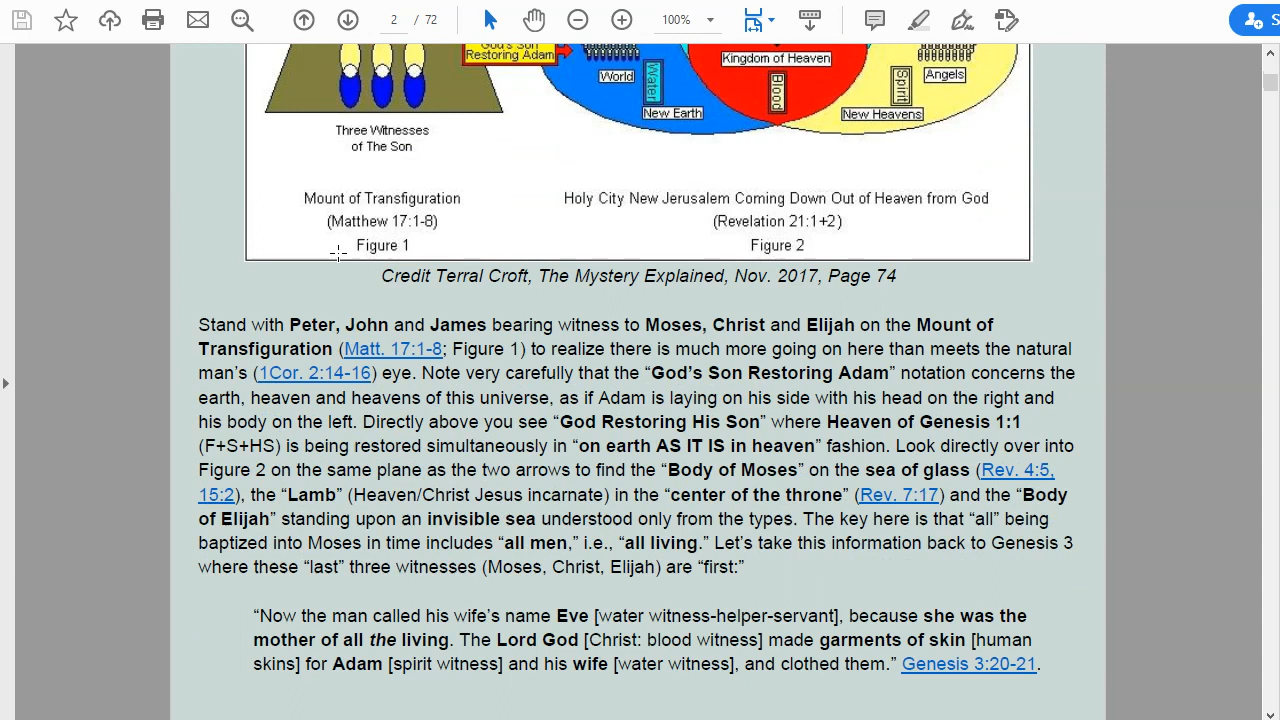 2 / 72
100%
S
God's Son
Restoring Adam
Kingdom of Heaven
World
Water
Blood
Spirit
Angels
New Earth
New Heavens
Three Witnesses
of The Son
Mount of Transfiguration
(Matthew 17:1-8)
Figure 1
Holy City New Jerusalem Coming Down Out of Heaven from God
(Revelation 21:1+2)
Figure 2
Credit Terral Croft, The Mystery Explained, Nov. 2017, Page 74
Stand with Peter, John and James bearing witness to Moses, Christ and Elijah on the Mount of
Transfiguration (Matt. 17:1-8; Figure 1) to realize there is much more going on here than meets the natural
man's (1Cor. 2:14-16) eye. Note very carefully that the “God's Son Restoring Adam” notation concerns the
earth, heaven and heavens of this universe, as if Adam is laying on his side with his head on the right and
his body on the left. Directly above you see “God Restoring His Son” where Heaven of Genesis 1:1
(F+S+HS) is being restored simultaneously in “on earth AS IT IS in heaven” fashion. Look directly over into
Figure 2 on the same plane as the two arrows to find the “Body of Moses” on the sea of glass (Rev. 4:5,
15:2), the “Lamb” (Heaven/Christ Jesus incarnate) in the “center of the throne” (Rev. 7:17) and the “Body
of Elijah” standing upon an invisible sea understood only from the types. The key here is that “all” being
baptized into Moses in time includes “all men,” i.e., “all living.” Let's take this information back to Genesis 3
where these “last” three witnesses (Moses, Christ, Elijah) are “first:”
“Now the man called his wife's name Eve [water witness-helper-servant], because she was the
mother of all the living. The Lord God [Christ: blood witness] made garments of skin [human
skins] for Adam [spirit witness] and his wife [water witness], and clothed them.” Genesis 3:20-21.